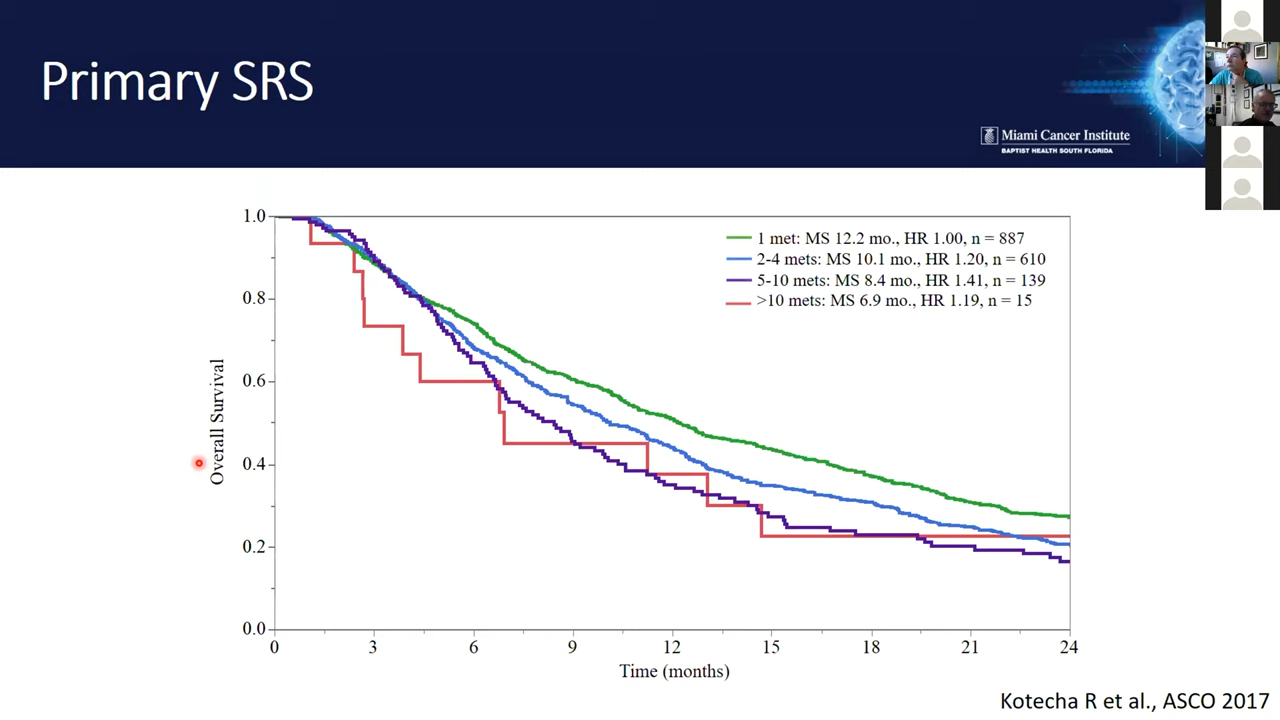 Primary SRS
Miami Cancer Institute
BAPTIST HEALTH SOUTH FLORIDA
1.0
0.8
0.6
0.4
0.2
0.0
Overall Survival
1 met: MS 12.2 mo., HR 1.00, n = 887
2-4 mets: MS 10.1 mo., HR 1.20, n = 610
5-10 mets: MS 8.4 mo., HR 1.41, n = 139
>10 mets: MS 6.9 mo., HR 1.19, n = 15
0 3 6 9 12 15 18 21 24
Time (months)
Kotecha R et al., ASCO 2017